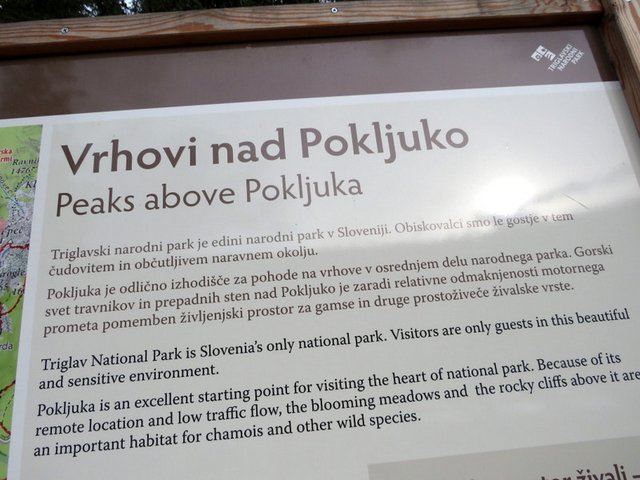 TRIGLAVSKI
NARODNI
PARK
Vrhovi nad Pokljuko
Peaks above Pokljuka
Triglavski narodni park je edini narodni park v Sloveniji. Obiskovalci smo le gostje v tem
čudovitem in občutljivem naravnem okolju.
Pokljuka je odlično izhodišče za pohode na vrhove v osrednjem delu narodnega parka. Gorski
svet travnikov in prepadnih sten nad Pokljuko je zaradi relativne odmaknjenosti motornega
prometa pomemben življenjski prostor za gamse in druge prostoživeče živalske vrste.
Triglav National Park is Slovenia's only national park. Visitors are only guests in this beautiful
and sensitive environment.
Pokljuka is an excellent starting point for visiting the heart of national park. Because of its
remote location and low traffic flow, the blooming meadows and the rocky cliffs above it are
an important habitat for chamois and other wild species.
Ravni
1476
živali –